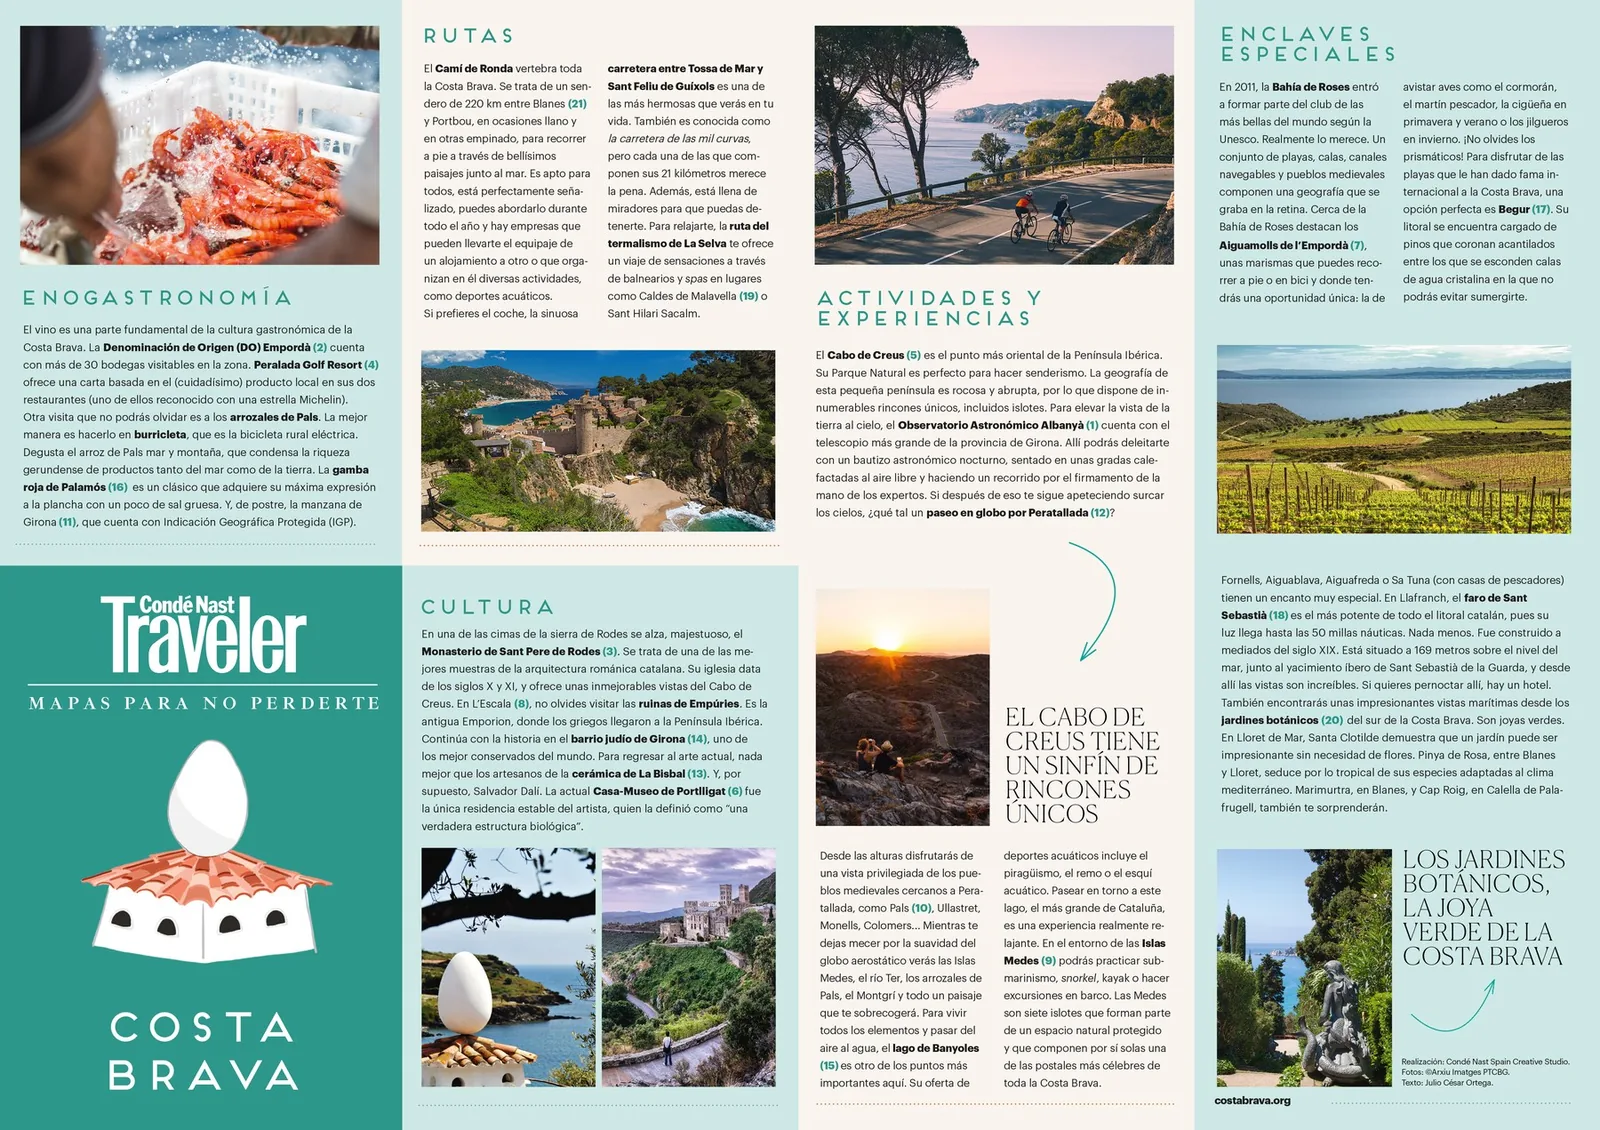 ENOGASTRONOMÍA
El vino es una parte fundamental de la cultura gastronómica de la
Costa Brava. La Denominación de Origen (DO) Empordà (2) cuenta
con más de 30 bodegas visitables en la zona. Peralada Golf Resort (4)
ofrece una carta basada en el (cuidadísimo) producto local en sus dos
restaurantes (uno de ellos reconocido con una estrella Michelin).
Otra visita que no podrás olvidar es a los arrozales de Pals. La mejor
manera es hacerlo en burricleta, que es la bicicleta rural eléctrica.
Degusta el arroz de Pals mar y montaña, que condensa la riqueza
gerundense de productos tanto del mar como de la tierra. La gamba
roja de Palamós (16) es un clásico que adquiere su máxima expresión
a la plancha con un poco de sal gruesa. Y, de postre, la manzana de
Girona (11), que cuenta con Indicación Geográfica Protegida (IGP).
RUTAS
El Camí de Ronda vertebra toda
la Costa Brava. Se trata de un sen-
dero de 220 km entre Blanes (21)
y Portbou, en ocasiones llano y
en otras empinado, para recorrer
a pie a través de bellísimos
paisajes junto al mar. Es apto para
todos, está perfectamente seña-
lizado, puedes abordarlo durante
todo el año y hay empresas que
pueden llevarte el equipaje de
un alojamiento a otro o que orga-
nizan en él diversas actividades,
como deportes acuáticos.
Si prefieres el coche, la sinuosa
carretera entre Tossa de Mar y
Sant Feliu de Guíxols es una de
las más hermosas que verás en tu
vida. También es conocida como
la carretera de las mil curvas,
pero cada una de las que com-
ponen sus 21 kilómetros merece
la pena. Además, está llena de
miradores para que puedas de-
tenerte. Para relajarte, la ruta del
termalismo de La Selva te ofrece
un viaje de sensaciones a través
de balnearios y spas en lugares
como Caldes de Malavella (19) o
Sant Hilari Sacalm.
ACTIVIDADES Y
EXPERIENCIAS
El Cabo de Creus (5) es el punto más oriental de la Península Ibérica.
Su Parque Natural es perfecto para hacer senderismo. La geografía de
esta pequeña península es rocosa y abrupta, por lo que dispone de in-
numerables rincones únicos, incluidos islotes. Para elevar la vista de la
tierra al cielo, el Observatorio Astronómico Albanyà (1) cuenta con el
telescopio más grande de la provincia de Girona. Allí podrás deleitarte
con un bautizo astronómico nocturno, sentado en unas gradas cale-
factadas al aire libre y haciendo un recorrido por el firmamento de la
mano de los expertos. Si después de eso te sigue apeteciendo surcar
los cielos, ¿qué tal un paseo en globo por Peratallada (12)?
ENCLAVES
ESPECIALES
En 2011, la Bahía de Roses entró
a formar parte del club de las
más bellas del mundo según la
Unesco. Realmente lo merece. Un
conjunto de playas, calas, canales
navegables y pueblos medievales
componen una geografía que se
graba en la retina. Cerca de la
Bahía de Roses destacan los
Aiguamolls de l'Empordà (7),
unas marismas que puedes reco-
rrer a pie o en bici y donde ten-
drás una oportunidad única: la de
avistar aves como el cormorán,
el martín pescador, la cigüeña en
primavera y verano o los jilgueros
en invierno. ¡No olvides los
prismáticos! Para disfrutar de las
playas que le han dado fama in-
ternacional a la Costa Brava, una
opción perfecta es Begur (17). Su
litoral se encuentra cargado de
pinos que coronan acantilados
entre los que se esconden calas
de agua cristalina en la que no
podrás evitar sumergirte.
Condé Nast
Traveler
MAPAS PARA NO PERDERTE
COSTA
BRAVA
CULTURA
En una de las cimas de la sierra de Rodes se alza, majestuoso, el
Monasterio de Sant Pere de Rodes (3). Se trata de una de las me-
jores muestras de la arquitectura románica catalana. Su iglesia data
de los siglos X y XI, y ofrece unas inmejorables vistas del Cabo de
Creus. En L'Escala (8), no olvides visitar las ruinas de Empúries. Es la
antigua Emporion, donde los griegos llegaron a la Península Ibérica.
Continúa con la historia en el barrio judío de Girona (14), uno de
los mejor conservados del mundo. Para regresar al arte actual, nada
mejor que los artesanos de la cerámica de La Bisbal (13). Y, por
supuesto, Salvador Dalí. La actual Casa-Museo de Portlligat (6) fue
la única residencia estable del artista, quien la definió como "una
verdadera estructura biológica".
EL CABO DE
CREUS TIENE
UN SINFÍN DE
RINCONES
ÚNICOS
Desde las alturas disfrutarás de
una vista privilegiada de los pue-
blos medievales cercanos a Pera-
tallada, como Pals (10), Ullastret,
Monells, Colomers... Mientras te
dejas mecer por la suavidad del
globo aerostático verás las Islas
Medes, el río Ter, los arrozales de
Pals, el Montgrí y todo un paisaje
que te sobrecogerá. Para vivir
todos los elementos y pasar del
aire al agua, el lago de Banyoles
(15) es otro de los puntos más
importantes aquí. Su oferta de
deportes acuáticos incluye el
piragüismo, el remo o el esquí
acuático. Pasear en torno a este
lago, el más grande de Cataluña,
es una experiencia realmente re-
lajante. En el entorno de las Islas
Medes (9) podrás practicar sub-
marinismo, snorkel, kayak o hacer
excursiones en barco. Las Medes
son siete islotes que forman parte
de un espacio natural protegido
y que componen por sí solas una
de las postales más célebres de
toda la Costa Brava.
Fornells, Aiguablava, Aiguafreda o Sa Tuna (con casas de pescadores)
tienen un encanto muy especial. En Llafranch, el faro de Sant
Sebastià (18) es el más potente de todo el litoral catalán, pues su
luz llega hasta las 50 millas náuticas. Nada menos. Fue construido a
mediados del siglo XIX. Está situado a 169 metros sobre el nivel del
mar, junto al yacimiento íbero de Sant Sebastià de la Guarda, y desde
allí las vistas son increíbles. Si quieres pernoctar allí, hay un hotel.
También encontrarás unas impresionantes vistas marítimas desde los
jardines botánicos (20) del sur de la Costa Brava. Son joyas verdes.
En Lloret de Mar, Santa Clotilde demuestra que un jardín puede ser
impresionante sin necesidad de flores. Pinya de Rosa, entre Blanes
y Lloret, seduce por lo tropical de sus especies adaptadas al clima
mediterráneo. Marimurtra, en Blanes, y Cap Roig, en Calella de Pala-
frugell, también te sorprenderán.
LOS JARDINES
BOTÁNICOS,
LA JOYA
VERDE DE LA
COSTA BRAVA
Realización: Condé Nast Spain Creative Studio.
Fotos: ©Arxiu Imatges PTCBG.
Texto: Julio César Ortega.
costabrava.org